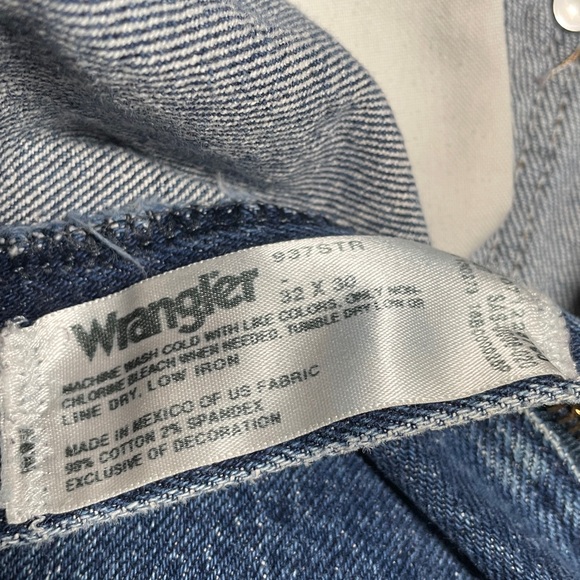 937STR
Wrangler
32 X 30
MACHINE WASH COLD WITH LIKE COLORS. ONLY NON-
CHLORINE BLEACH WHEN NEEDED. TUMBLE DRY LOW OR
LINE DRY. LOW IRON
MADE IN MEXICO OF US FABRIC
98% COTTON 2% SPANDEX
EXCLUSIVE OF DECORATION